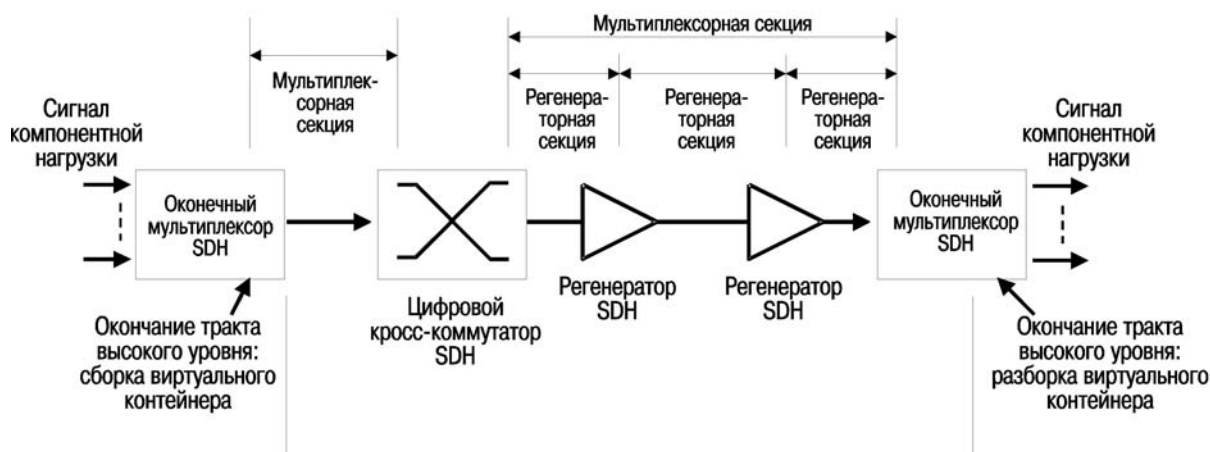 Мультиплексорная секция
Мультиплек-
сорная
секция
Регенера-
торная
секция
Регенера-
торная
секция
Регенера-
торная
секция
Сигнал
компонентной
нагрузки
Сигнал
компонентной
нагрузки
Оконечный
мультиплексор
SDH
Оконечный
мультиплексор
SDH
Цифровой
кросс-коммутатор
SDH
Регенератор
SDH
Регенератор
SDH
Окончание тракта
высокого уровня:
сборка виртуального
контейнера
Окончание тракта
высокого уровня:
разборка виртуального
контейнера